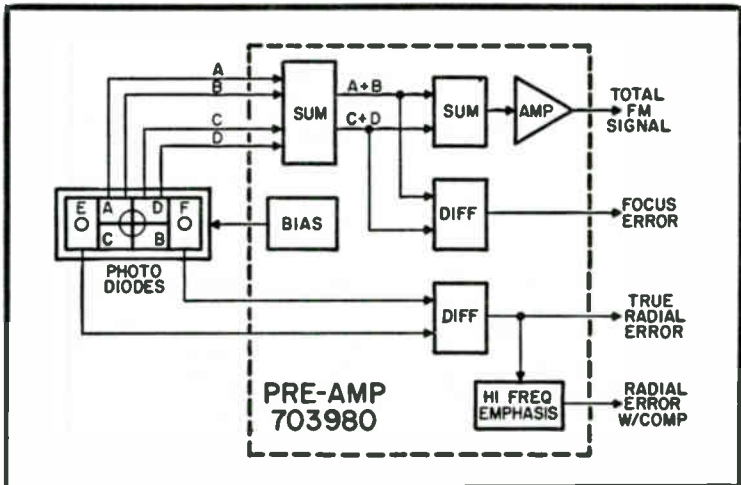 A
B
C
D
SUM
A+B
C+D
SUM
AMP
TOTAL
FM
SIGNAL
E
A
D
F
C
B
PHOTO
DIODES
BIAS
DIFF
FOCUS
ERROR
DIFF
TRUE
RADIAL
ERROR
PRE-AMP
703980
HI FREQ
EMPHASIS
RADIAL
ERROR
W/COMP